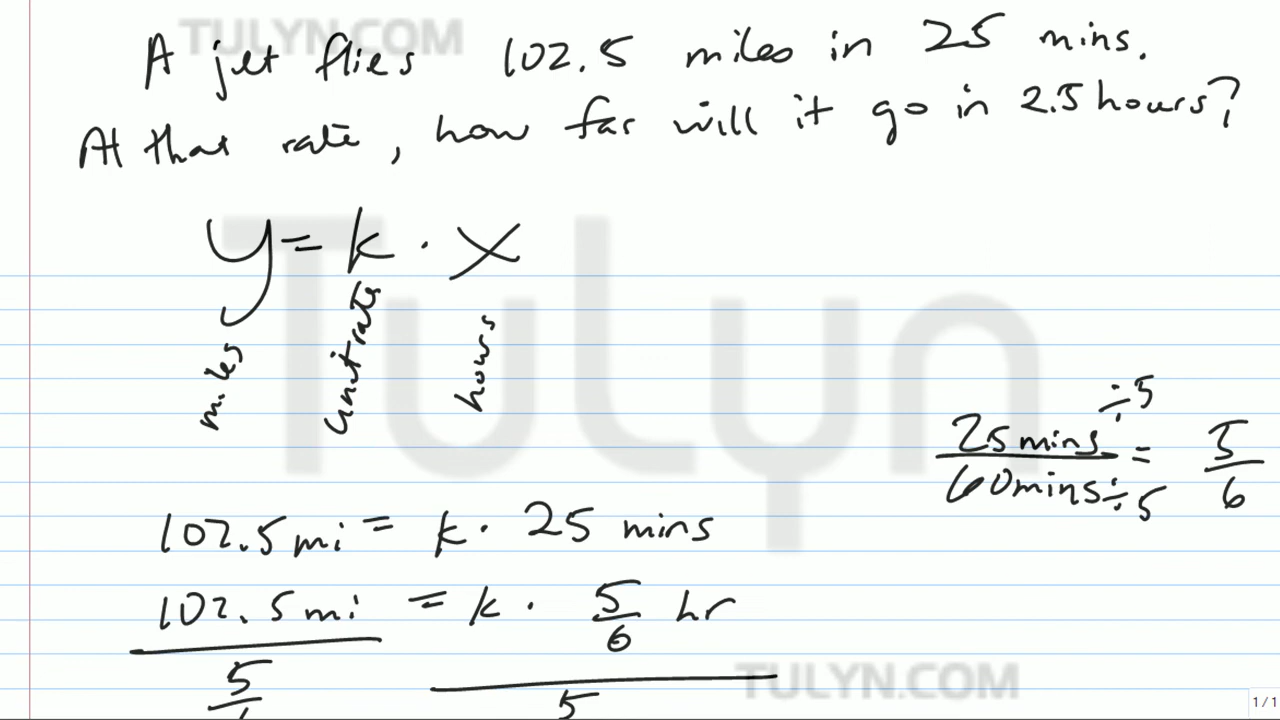 TULYN.COM
A jet flies 102.5 miles in 25 mins.
At that rate, how far will it go in 2.5 hours?
y = k · x
miles unit rate hours
Tulyn
25 mins ÷5 / 60 mins ÷5 = 5/6
102.5 mi = k · 25 mins
102.5 mi = k · 5/6 hr
5 5
TULYN.COM
1 / 1